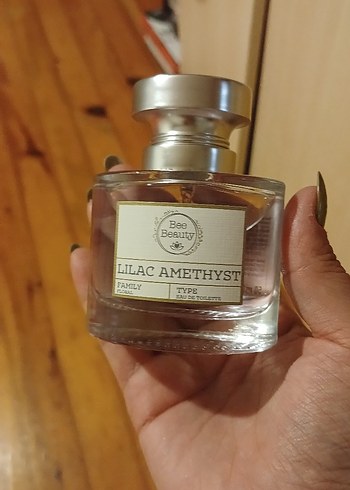 Bee
Beauty
LILAC AMETHYST
FAMILY
FLORAL
TYPE
EAU DE TOILETTE